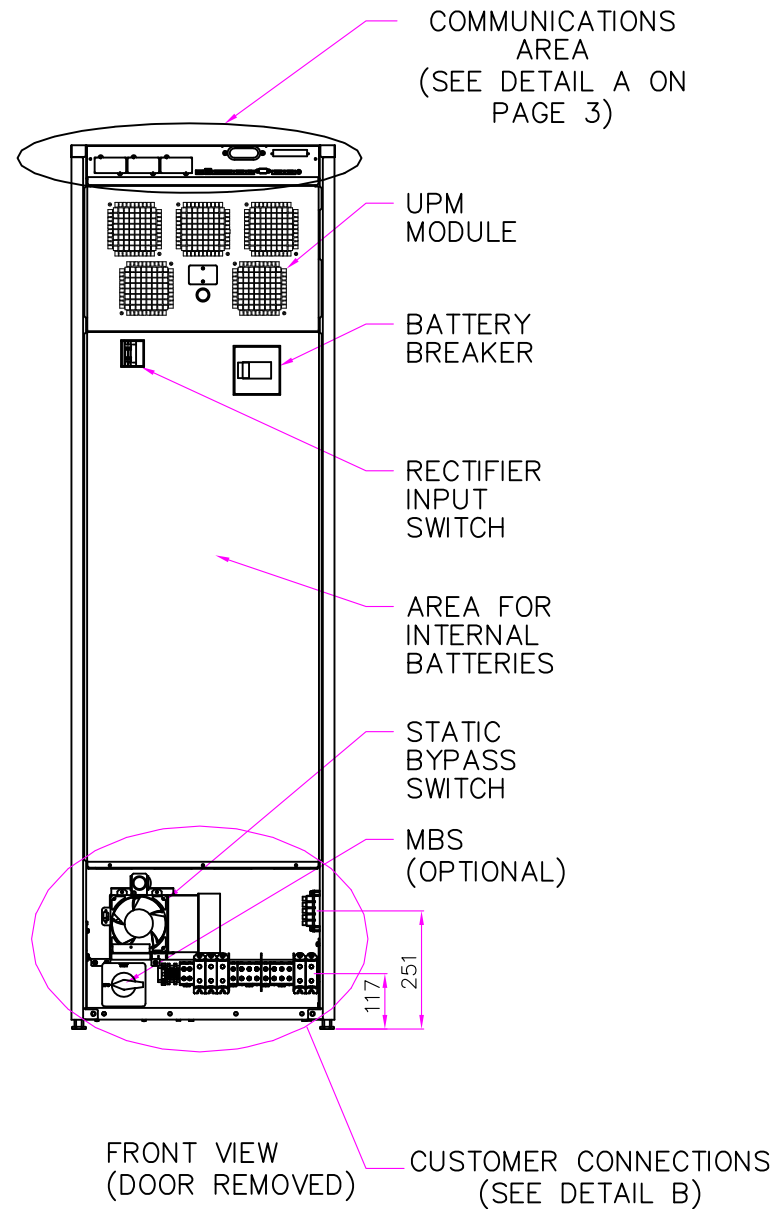 COMMUNICATIONS
AREA
(SEE DETAIL A ON
PAGE 3)
UPM
MODULE
BATTERY
BREAKER
RECTIFIER
INPUT
SWITCH
AREA FOR
INTERNAL
BATTERIES
STATIC
BYPASS
SWITCH
MBS
(OPTIONAL)
117
251
FRONT VIEW
(DOOR REMOVED)
CUSTOMER CONNECTIONS
(SEE DETAIL B)